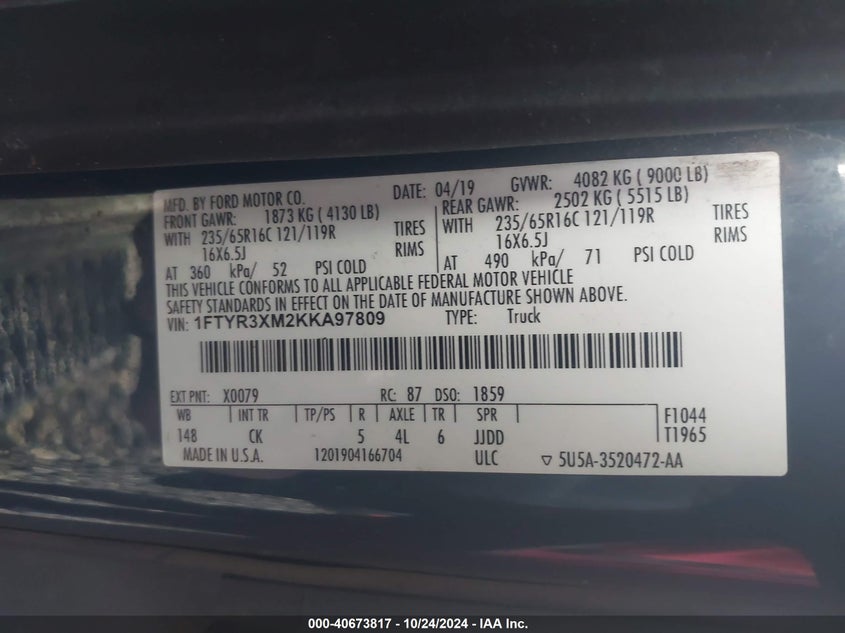 MFD. BY FORD MOTOR CO. DATE: 04/19 GVWR: 4082 KG ( 9000 LB)
FRONT GAWR: 1873 KG ( 4130 LB) REAR GAWR: 2502 KG ( 5515 LB)
WITH 235/65R16C 121/119R TIRES WITH 235/65R16C 121/119R TIRES
16X6.5J RIMS 16X6.5J RIMS
AT 360 kPa/ 52 PSI COLD AT 490 kPa/ 71 PSI COLD
THIS VEHICLE CONFORMS TO ALL APPLICABLE FEDERAL MOTOR VEHICLE
SAFETY STANDARDS IN EFFECT ON THE DATE OF MANUFACTURE SHOWN ABOVE.
VIN: 1FTYR3XM2KKA97809 TYPE: Truck
EXT PNT: X0079 RC: 87 DSO: 1859
WB INT TR TP/PS R AXLE TR SPR F1044
148 CK 5 4L 6 JJDD T1965
MADE IN U.S.A. 1201904166704 ULC ▽ 5U5A-3520472-AA
000-40673817 - 10/24/2024 - IAA Inc.